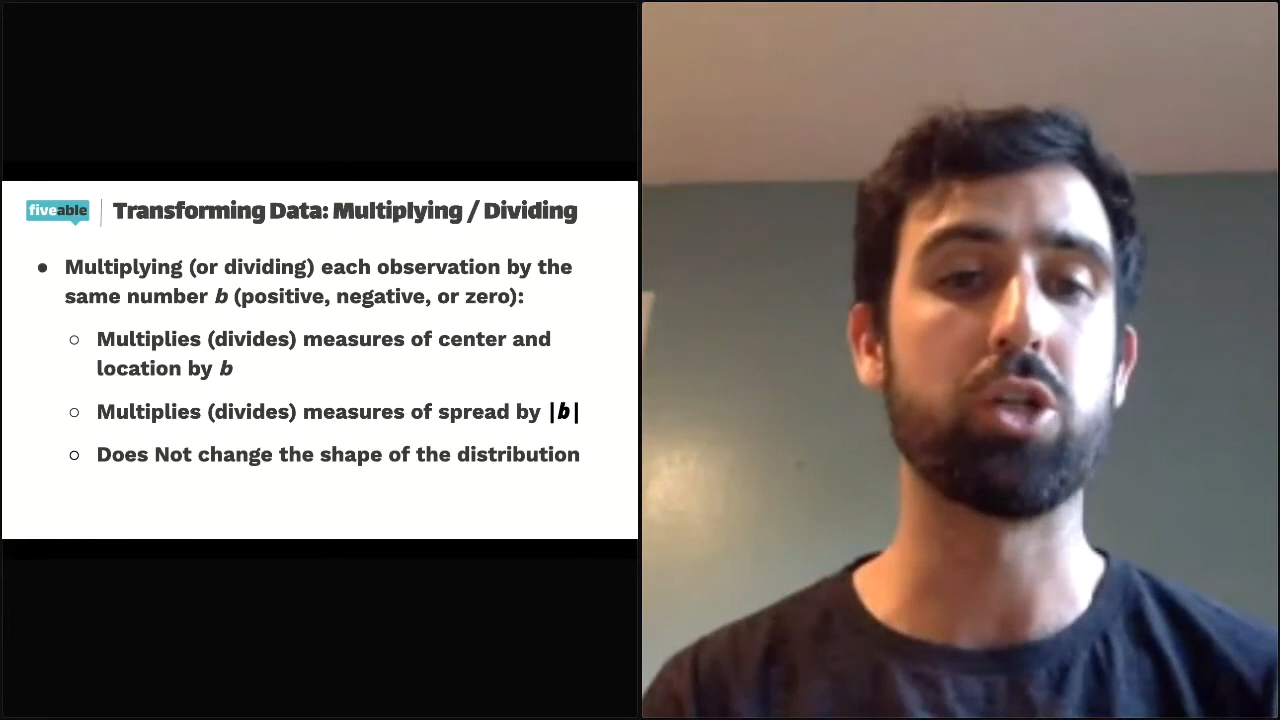 fiveable
Transforming Data: Multiplying / Dividing
● Multiplying (or dividing) each observation by the
same number b (positive, negative, or zero):
○ Multiplies (divides) measures of center and
location by b
○ Multiplies (divides) measures of spread by |b|
○ Does Not change the shape of the distribution